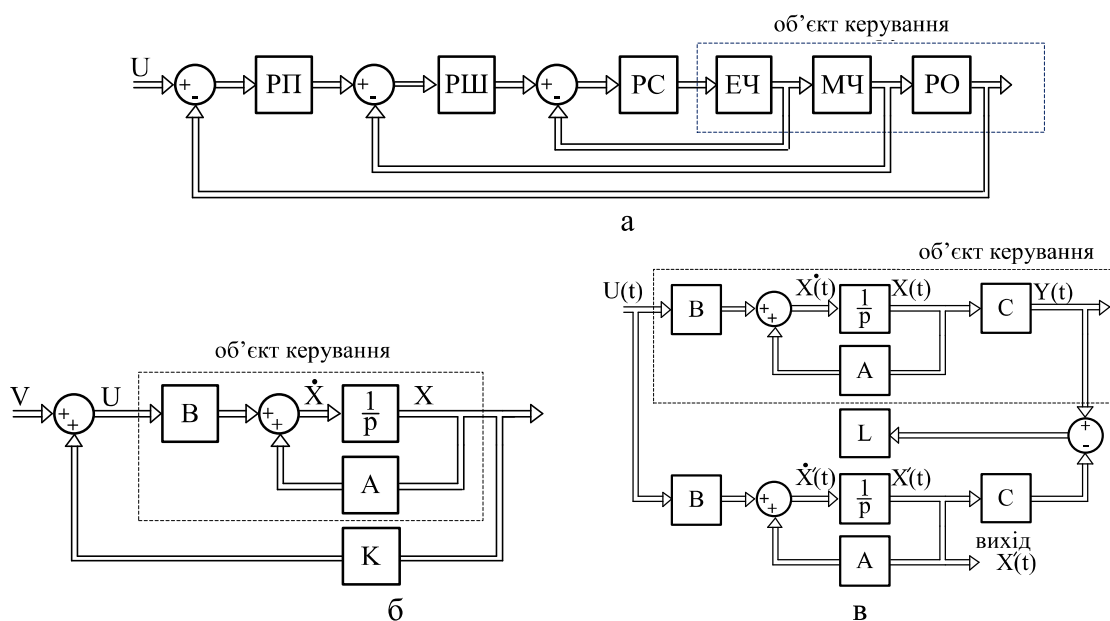 об’єкт керування
U + - РП + - РШ + - РС ЕЧ МЧ РО
а
об’єкт керування
U(t) B + + Ẋ(t) 1/p X(t) C Y(t)
A
об’єкт керування
V + + U B + + Ẋ 1/p X
A
K
б
L + -
B + + Ẋ′(t) 1/p X′(t) C
A
вихід
X′(t)
в